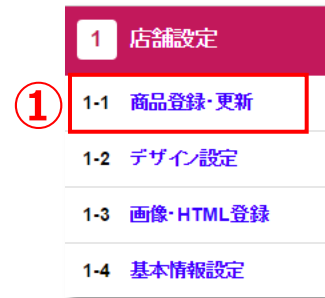 1 店舗設定
① 1-1 商品登録・更新
1-2 デザイン設定
1-3 画像・HTML登録
1-4 基本情報設定